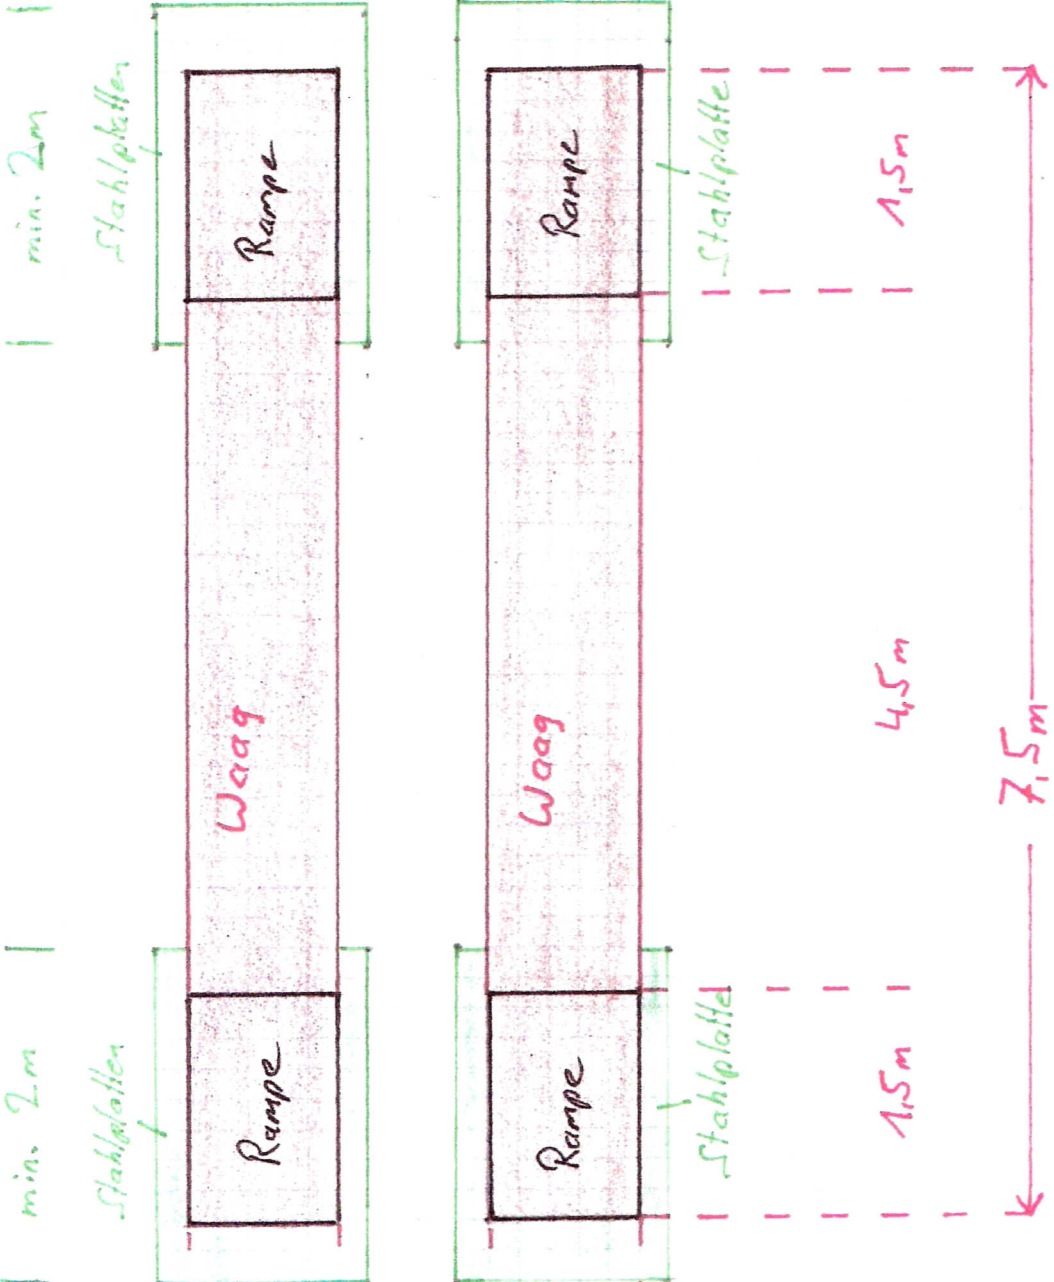 min. 2m
Stahlplatten
Rampe
Rampe
Stahlplatte
1,5m
Waag
Waag
4,5m
7,5m
min. 2m
Stahlplatten
Rampe
Rampe
Stahlplatte
1,5m